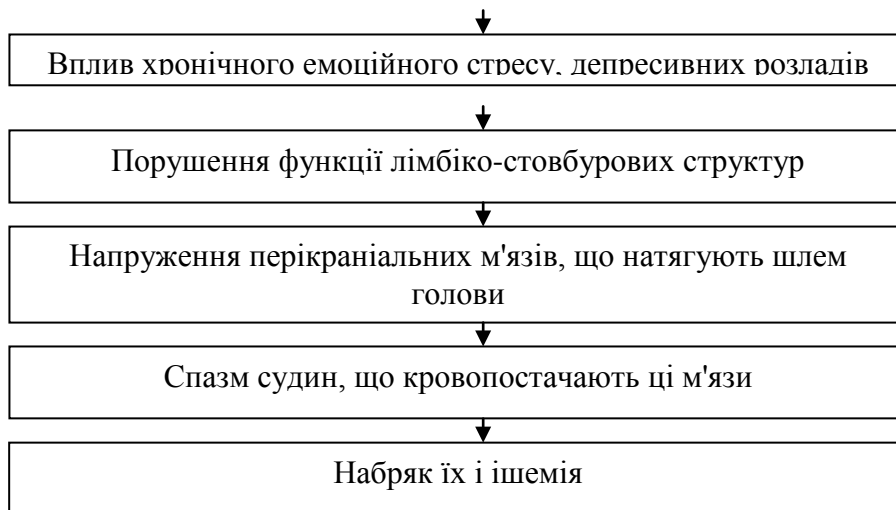 Вплив хронічного емоційного стресу, депресивних розладів
Порушення функції лімбіко-стовбурових структур
Напруження перікраніальних м'язів, що натягують шлем
голови
Спазм судин, що кровопостачають ці м'язи
Набряк їх і ішемія